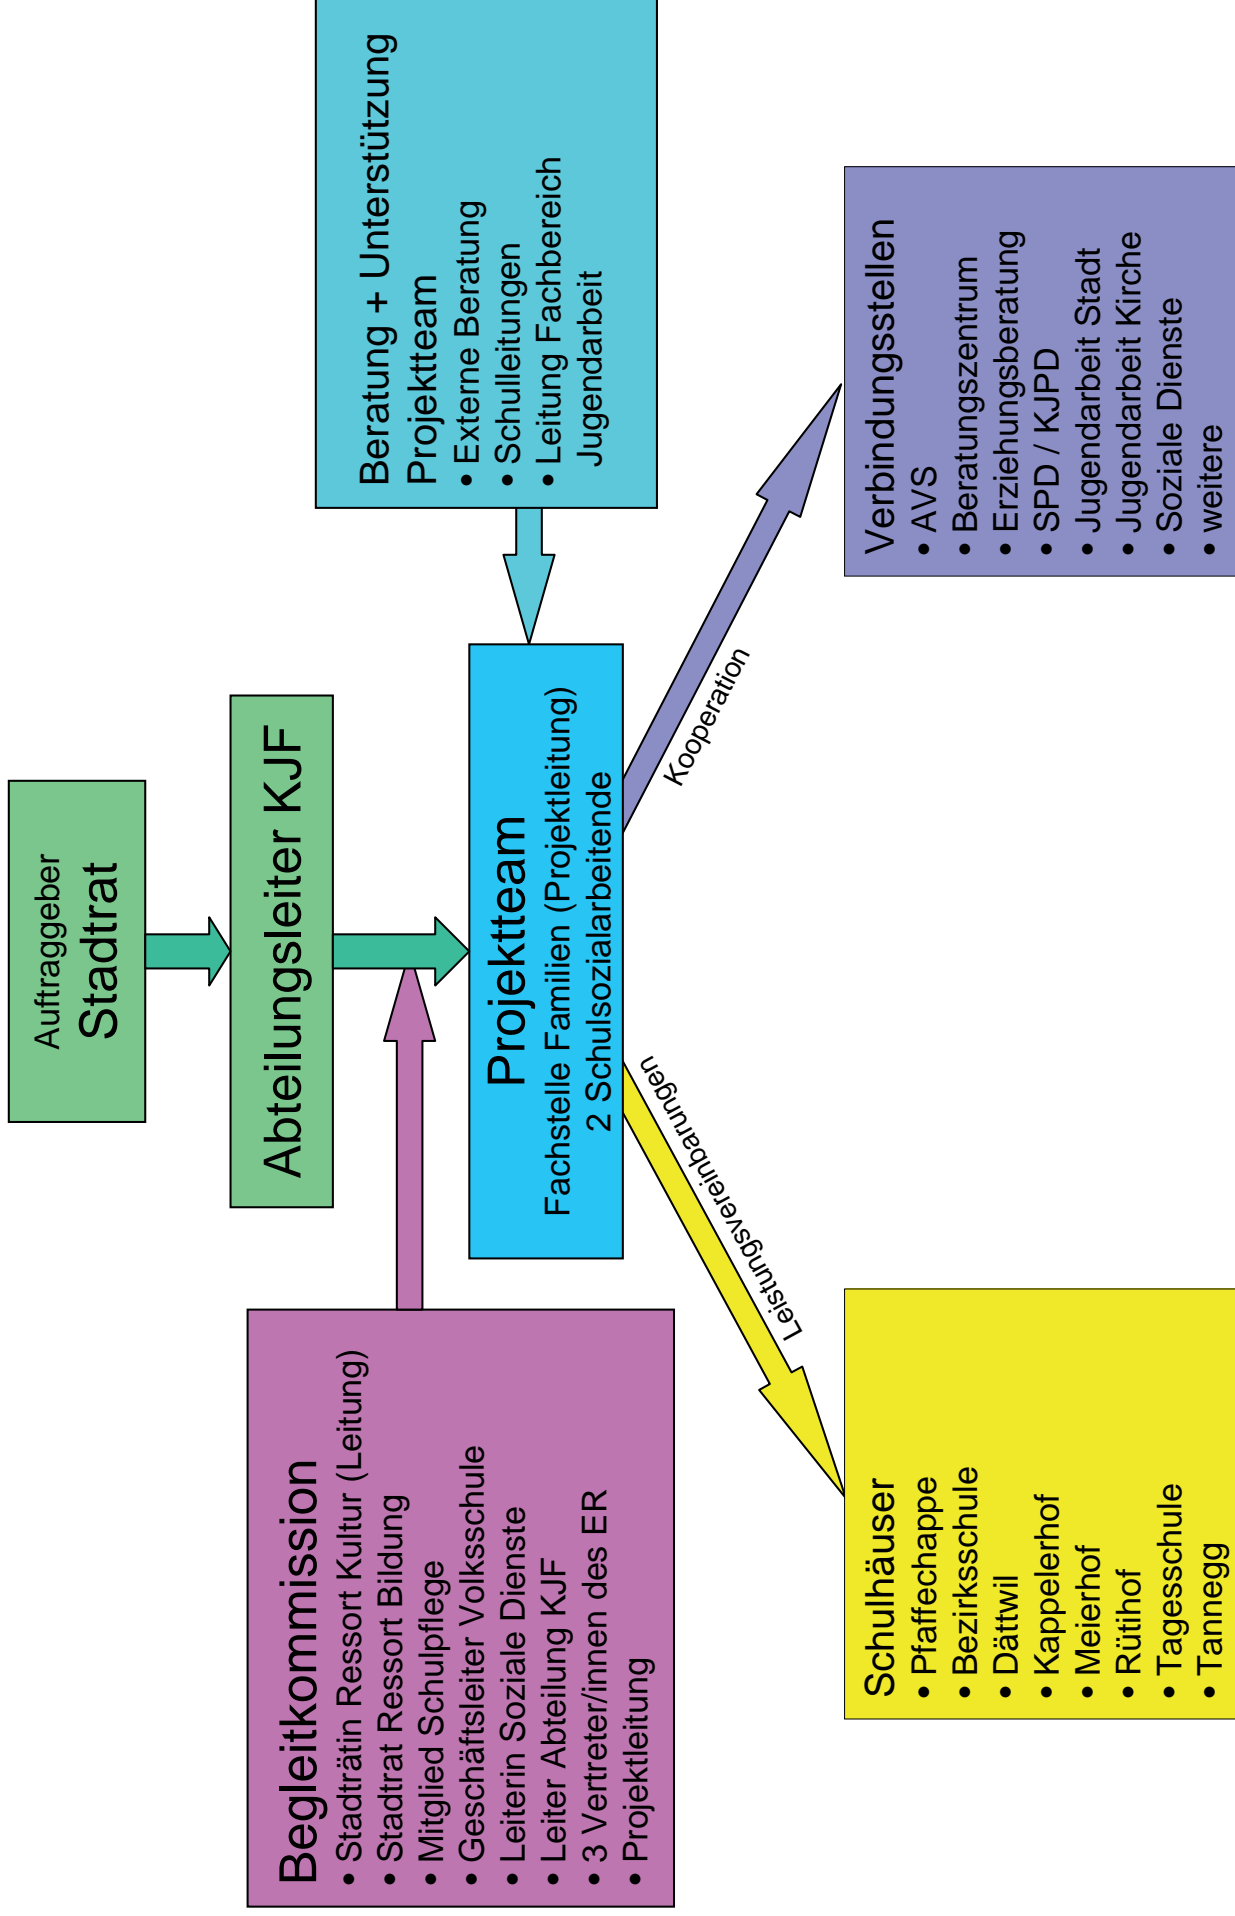 Auftraggeber
Stadtrat
Abteilungsleiter KJF
Begleitkommission
• Stadträtin Ressort Kultur (Leitung)
• Stadtrat Ressort Bildung
• Mitglied Schulpflege
• Geschäftsleiter Volksschule
• Leiterin Soziale Dienste
• Leiter Abteilung KJF
• 3 Vertreter/innen des ER
• Projektleitung
Projektteam
Fachstelle Familien (Projektleitung)
2 Schulsozialarbeitende
Beratung + Unterstützung
Projektteam
• Externe Beratung
• Schulleitungen
• Leitung Fachbereich
Jugendarbeit
Leistungsvereinbarungen
Kooperation
Schulhäuser
• Pfaffechappe
• Bezirksschule
• Dättwil
• Kappelerhof
• Meierhof
• Rütihof
• Tagesschule
• Tannegg
Verbindungsstellen
• AVS
• Beratungszentrum
• Erziehungsberatung
• SPD / KJPD
• Jugendarbeit Stadt
• Jugendarbeit Kirche
• Soziale Dienste
• weitere